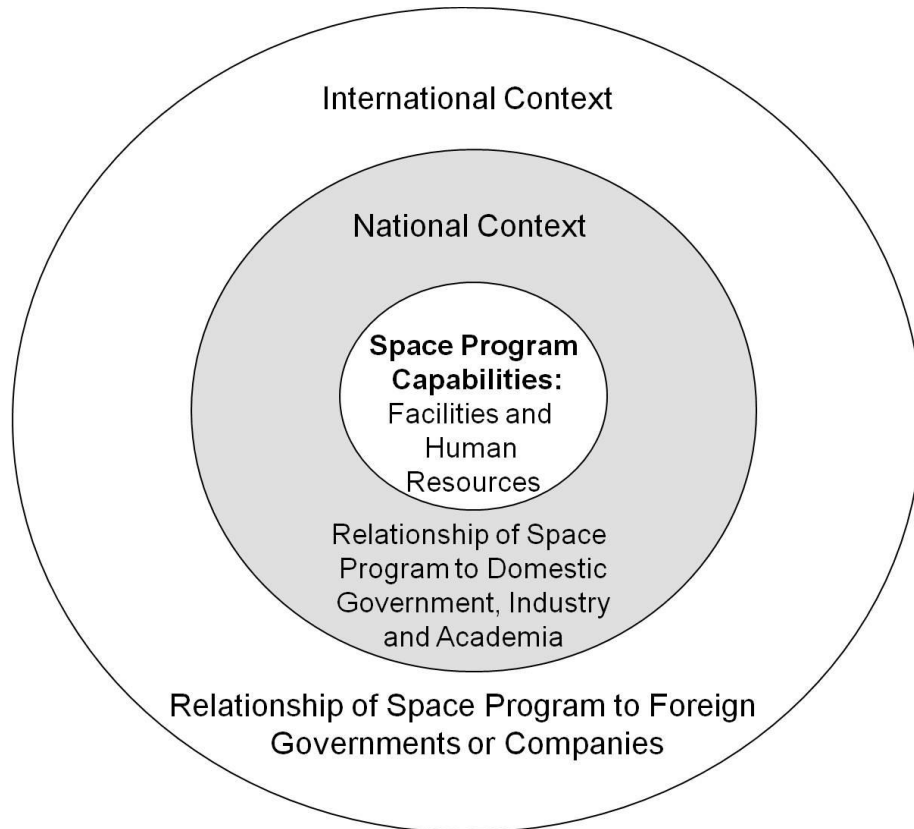 International Context
National Context
Space Program
Capabilities:
Facilities and
Human
Resources
Relationship of Space
Program to Domestic
Government, Industry
and Academia
Relationship of Space Program to Foreign
Governments or Companies